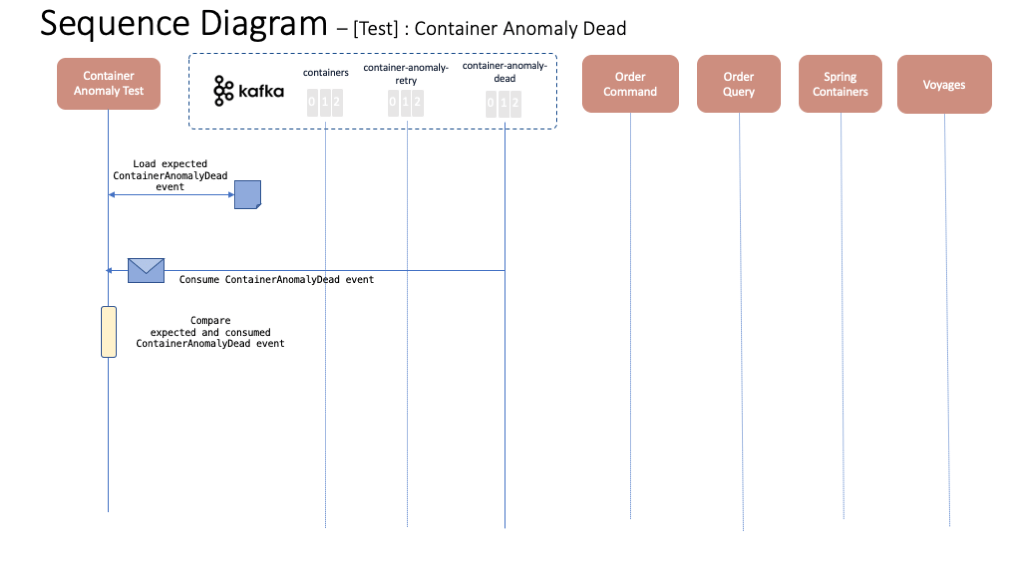 Sequence Diagram – [Test] : Container Anomaly Dead
Container
Anomaly Test
kafka
containers
0 1 2
container-anomaly-
retry
0 1 2
container-anomaly-
dead
0 1 2
Order
Command
Order
Query
Spring
Containers
Voyages
Load expected
ContainerAnomalyDead
event
Consume ContainerAnomalyDead event
Compare
expected and consumed
ContainerAnomalyDead event